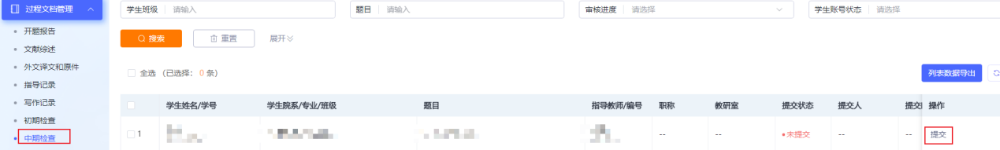 过程文档管理
学生班级 请输入 题目 请输入 审核进度 请选择 学生账号状态 请选择
开题报告
搜索 重置 展开
文献综述
外文译文和原件
全选 (已选择: 0 条) 列表数据导出
指导记录
写作记录
学生姓名/学号 学生院系/专业/班级 题目 指导教师/编号 职称 教研室 提交状态 提交人 提交 操作
初期检查
中期检查
1 -- -- 未提交 -- -- 提交